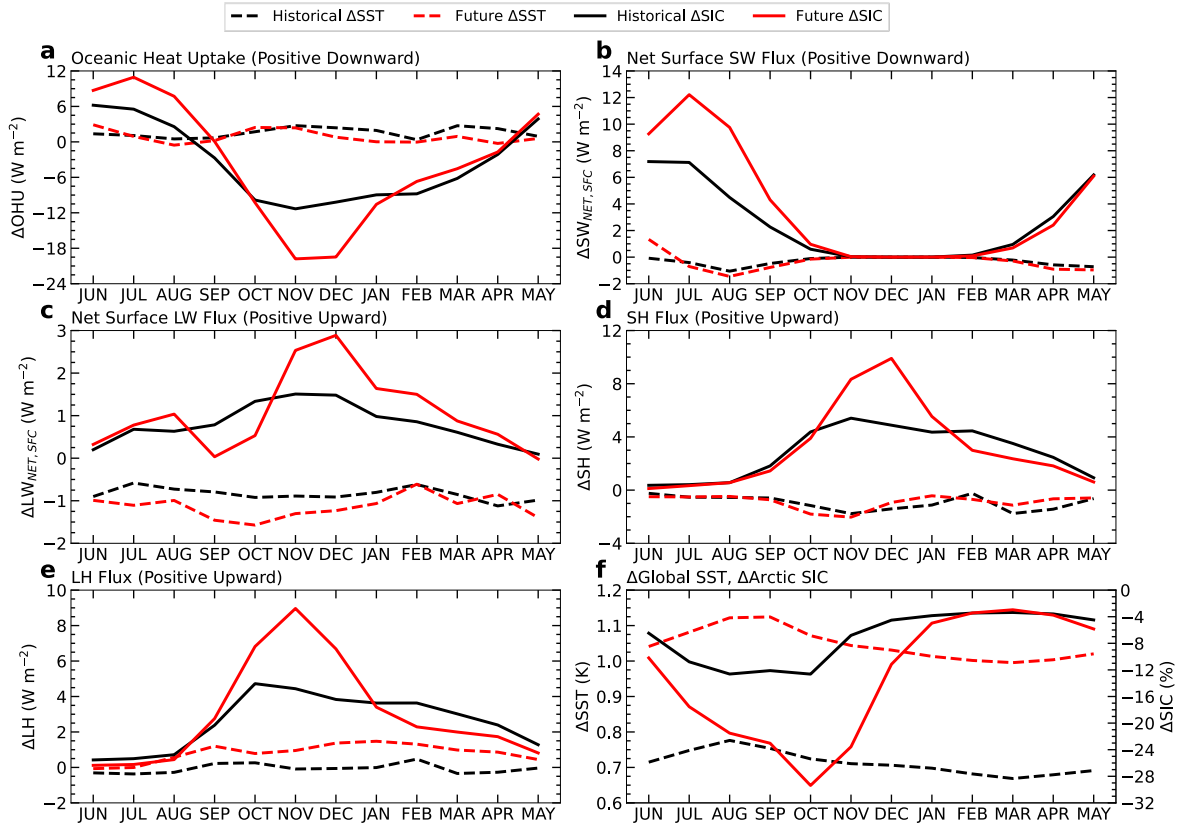 Historical ΔSST Future ΔSST Historical ΔSIC Future ΔSIC
a Oceanic Heat Uptake (Positive Downward)
ΔOHU (W m⁻²)
12
6
0
−6
−12
−18
−24
JUN JUL AUG SEP OCT NOV DEC JAN FEB MAR APR MAY
b Net Surface SW Flux (Positive Downward)
ΔSW_NET,SFC (W m⁻²)
14
12
10
8
6
4
2
0
−2
JUN JUL AUG SEP OCT NOV DEC JAN FEB MAR APR MAY
c Net Surface LW Flux (Positive Upward)
ΔLW_NET,SFC (W m⁻²)
3
2
1
0
−1
−2
JUN JUL AUG SEP OCT NOV DEC JAN FEB MAR APR MAY
d SH Flux (Positive Upward)
ΔSH (W m⁻²)
12
8
4
0
−4
JUN JUL AUG SEP OCT NOV DEC JAN FEB MAR APR MAY
e LH Flux (Positive Upward)
ΔLH (W m⁻²)
10
8
6
4
2
0
−2
JUN JUL AUG SEP OCT NOV DEC JAN FEB MAR APR MAY
f ΔGlobal SST, ΔArctic SIC
ΔSST (K)
1.2
1.1
1.0
0.9
0.8
0.7
0.6
JUN JUL AUG SEP OCT NOV DEC JAN FEB MAR APR MAY
0
−4
−8
−12
−16
−20
−24
−28
−32
ΔSIC (%)